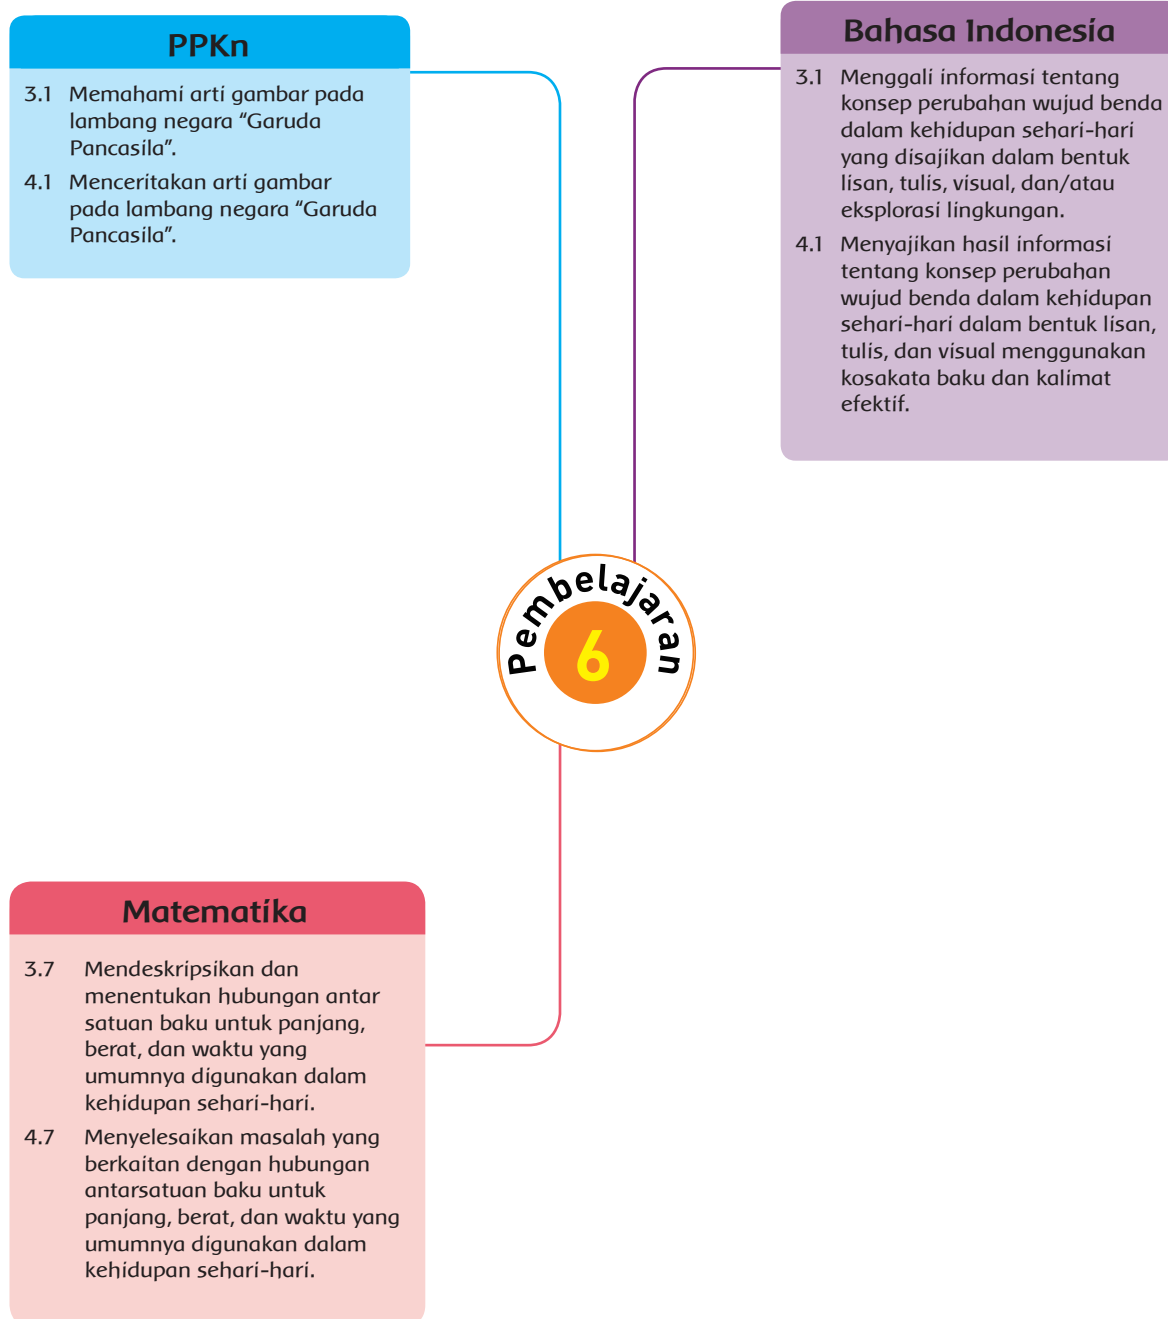 PPKn
3.1 Memahami arti gambar pada
lambang negara “Garuda
Pancasila”.
4.1 Menceritakan arti gambar
pada lambang negara “Garuda
Pancasila”.
Bahasa Indonesia
3.1 Menggali informasi tentang
konsep perubahan wujud benda
dalam kehidupan sehari-hari
yang disajikan dalam bentuk
lisan, tulis, visual, dan/atau
eksplorasi lingkungan.
4.1 Menyajikan hasil informasi
tentang konsep perubahan
wujud benda dalam kehidupan
sehari-hari dalam bentuk lisan,
tulis, dan visual menggunakan
kosakata baku dan kalimat
efektif.
Pembelajaran
6
Matematika
3.7 Mendeskripsikan dan
menentukan hubungan antar
satuan baku untuk panjang,
berat, dan waktu yang
umumnya digunakan dalam
kehidupan sehari-hari.
4.7 Menyelesaikan masalah yang
berkaitan dengan hubungan
antarsatuan baku untuk
panjang, berat, dan waktu yang
umumnya digunakan dalam
kehidupan sehari-hari.